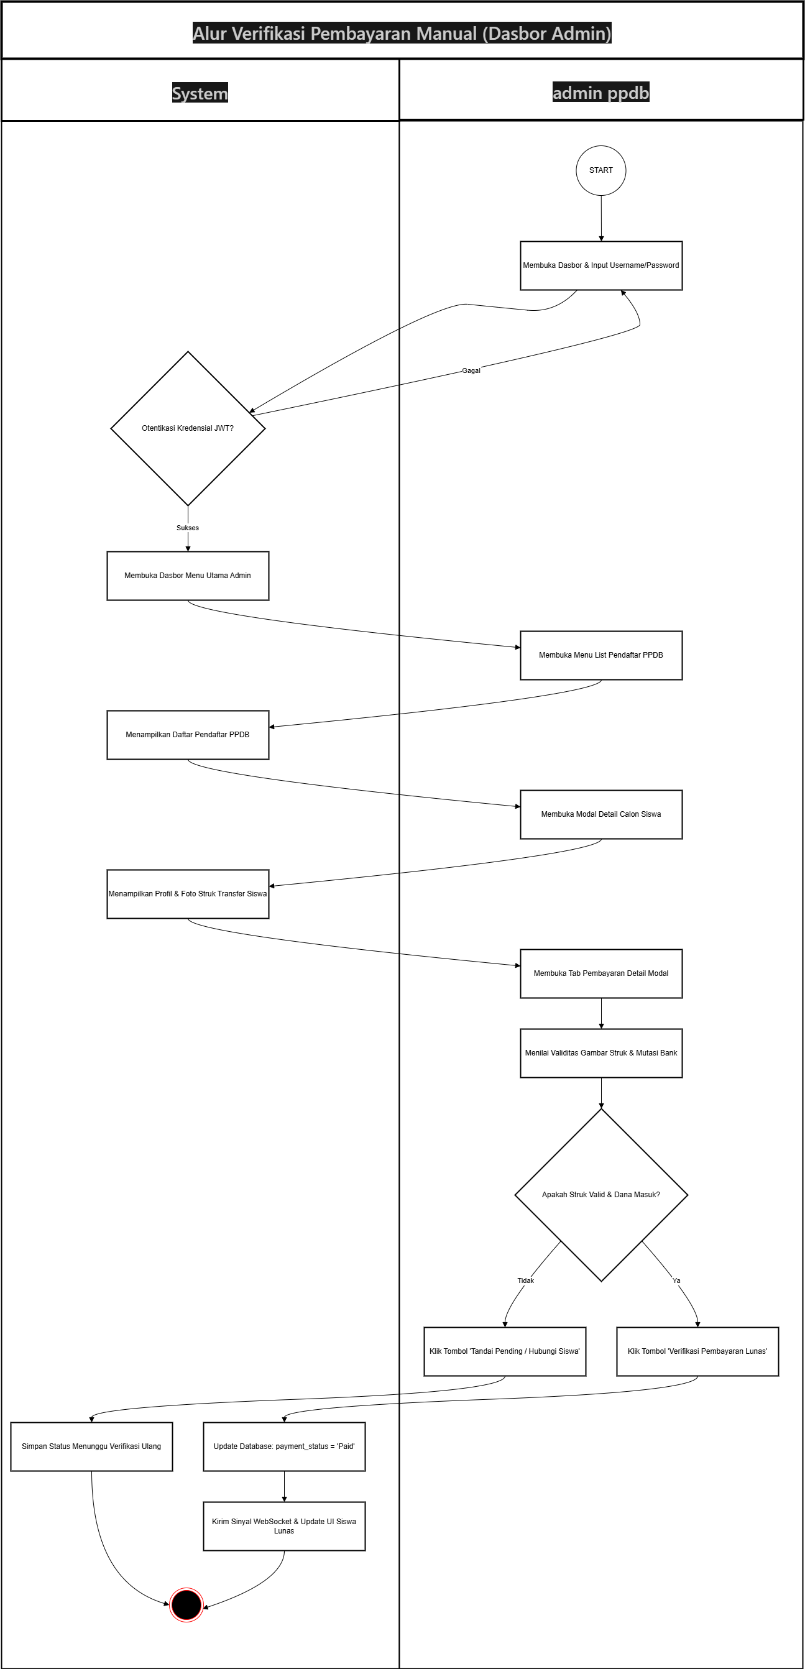 Alur Verifikasi Pembayaran Manual (Dasbor Admin)
System
admin ppdb
START
Membuka Dasbor & Input Username/Password
Gagal
Otentikasi Kredensial JWT?
Sukses
Membuka Dasbor Menu Utama Admin
Membuka Menu List Pendaftar PPDB
Menampilkan Daftar Pendaftar PPDB
Membuka Modal Detail Calon Siswa
Menampilkan Profil & Foto Struk Transfer Siswa
Membuka Tab Pembayaran Detail Modal
Menilai Validitas Gambar Struk & Mutasi Bank
Apakah Struk Valid & Dana Masuk?
Tidak
Ya
Klik Tombol 'Tandai Pending / Hubungi Siswa'
Klik Tombol 'Verifikasi Pembayaran Lunas'
Simpan Status Menunggu Verifikasi Ulang
Update Database: payment_status = 'Paid'
Kirim Sinyal WebSocket & Update UI Siswa
Lunas